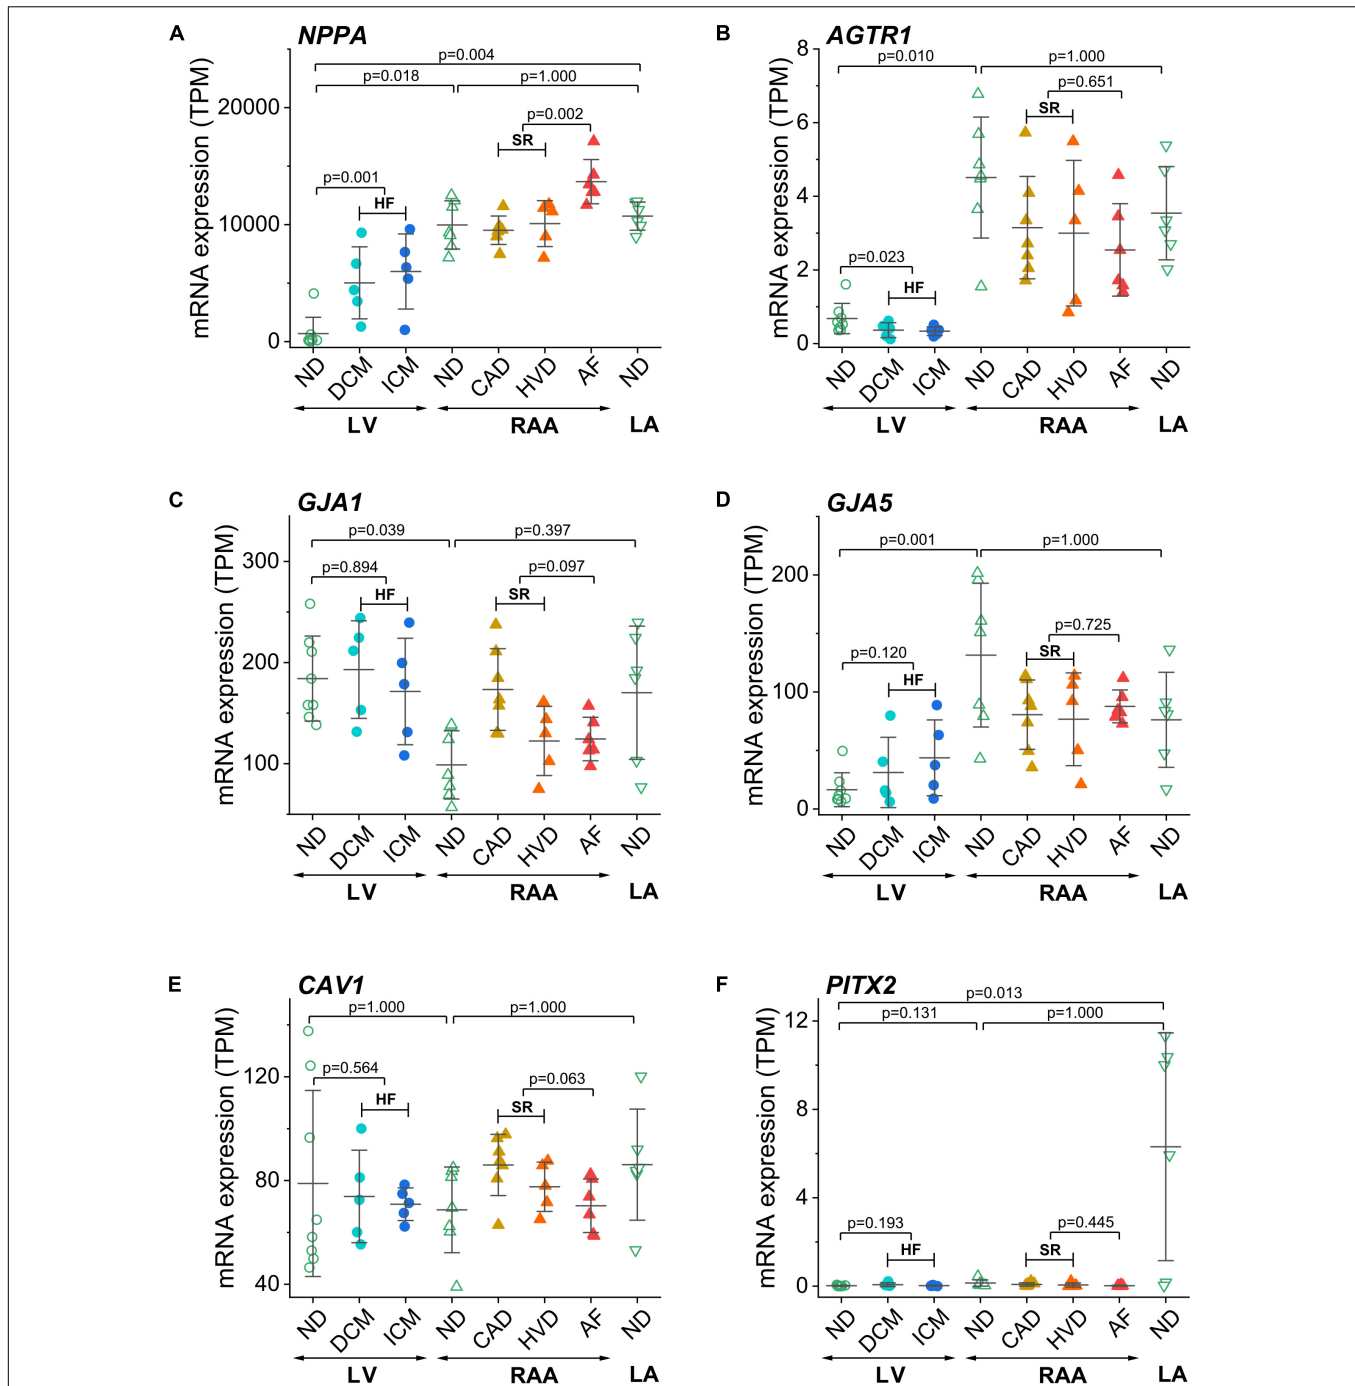 A NPPA
mRNA expression (TPM)
20000
10000
0
p=0.004
p=0.018
p=1.000
p=0.002
SR
p=0.001
HF
ND DCM ICM ND CAD HVD AF ND
LV RAA LA
B AGTR1
mRNA expression (TPM)
8
6
4
2
0
p=0.010
p=1.000
p=0.651
SR
p=0.023
HF
ND DCM ICM ND CAD HVD AF ND
LV RAA LA
C GJA1
mRNA expression (TPM)
300
200
100
p=0.039
p=0.397
p=0.894
p=0.097
HF
SR
ND DCM ICM ND CAD HVD AF ND
LV RAA LA
D GJA5
mRNA expression (TPM)
200
100
0
p=0.001
p=1.000
p=0.725
SR
p=0.120
HF
ND DCM ICM ND CAD HVD AF ND
LV RAA LA
E CAV1
mRNA expression (TPM)
120
80
40
p=1.000
p=1.000
p=0.564
p=0.063
HF
SR
ND DCM ICM ND CAD HVD AF ND
LV RAA LA
F PITX2
mRNA expression (TPM)
12
8
4
0
p=0.013
p=0.131
p=1.000
p=0.193
p=0.445
HF
SR
ND DCM ICM ND CAD HVD AF ND
LV RAA LA